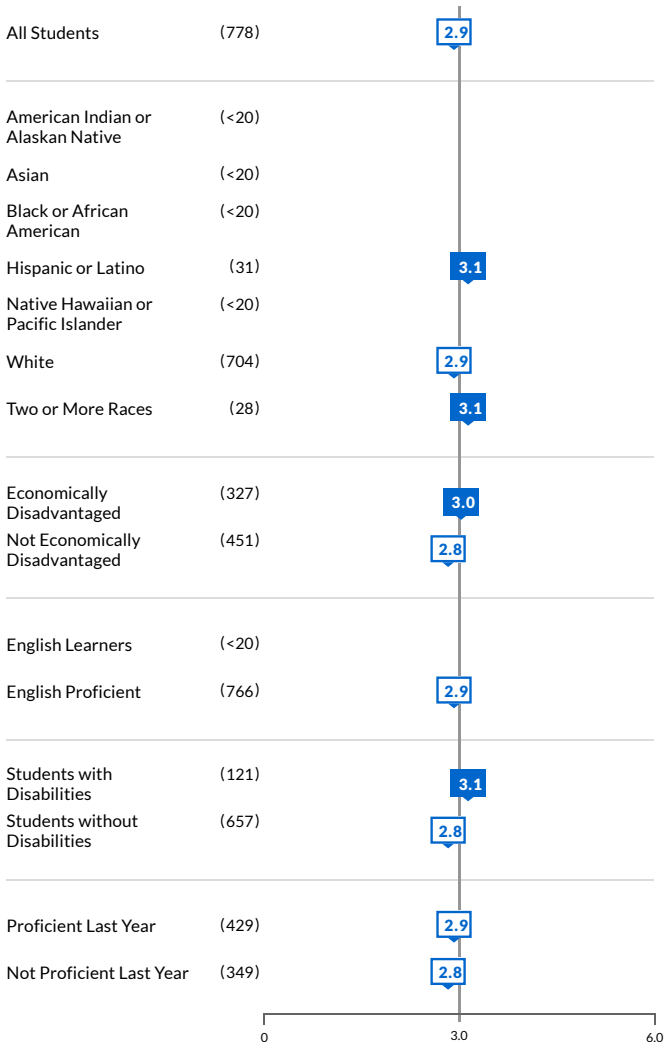 All Students (778) 2.9
American Indian or (<20)
Alaskan Native
Asian (<20)
Black or African (<20)
American
Hispanic or Latino (31) 3.1
Native Hawaiian or (<20)
Pacific Islander
White (704) 2.9
Two or More Races (28) 3.1
Economically (327) 3.0
Disadvantaged
Not Economically (451) 2.8
Disadvantaged
English Learners (<20)
English Proficient (766) 2.9
Students with (121) 3.1
Disabilities
Students without (657) 2.8
Disabilities
Proficient Last Year (429) 2.9
Not Proficient Last Year (349) 2.8
0 3.0 6.0